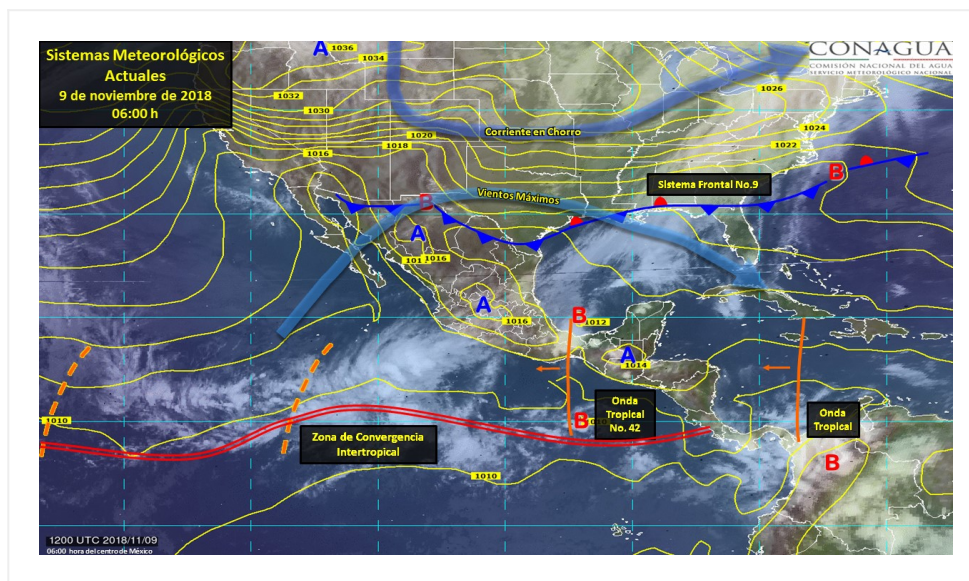 Sistemas Meteorológicos
Actuales
9 de noviembre de 2018
06:00 h
CONAGUA
COMISIÓN NACIONAL DEL AGUA
SERVICIO METEOROLÓGICO NACIONAL
A
1036
1034
1032
1030
1026
1024
1022
1020
1018
1016
Corriente en Chorro
Vientos Máximos
Sistema Frontal No.9
B
B
A
1016
A
1016
B
1012
A
1014
1010
B
Onda
Tropical
No. 42
Onda
Tropical
B
Zona de Convergencia
Intertropical
1010
1200 UTC 2018/11/09
06:00 hora del centro de México